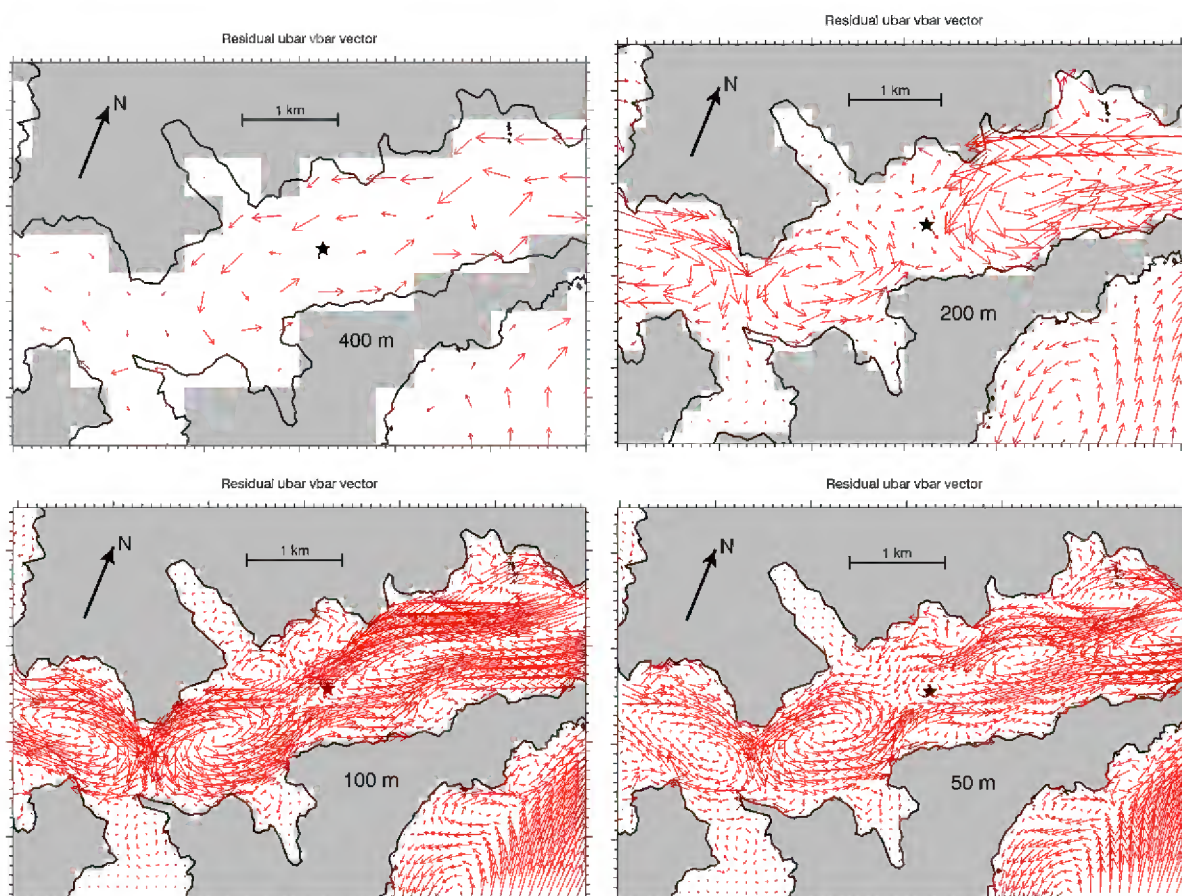 Residual ubar vbar vector
N
1 km
400 m
Residual ubar vbar vector
N
1 km
200 m
Residual ubar vbar vector
N
1 km
100 m
Residual ubar vbar vector
N
1 km
50 m